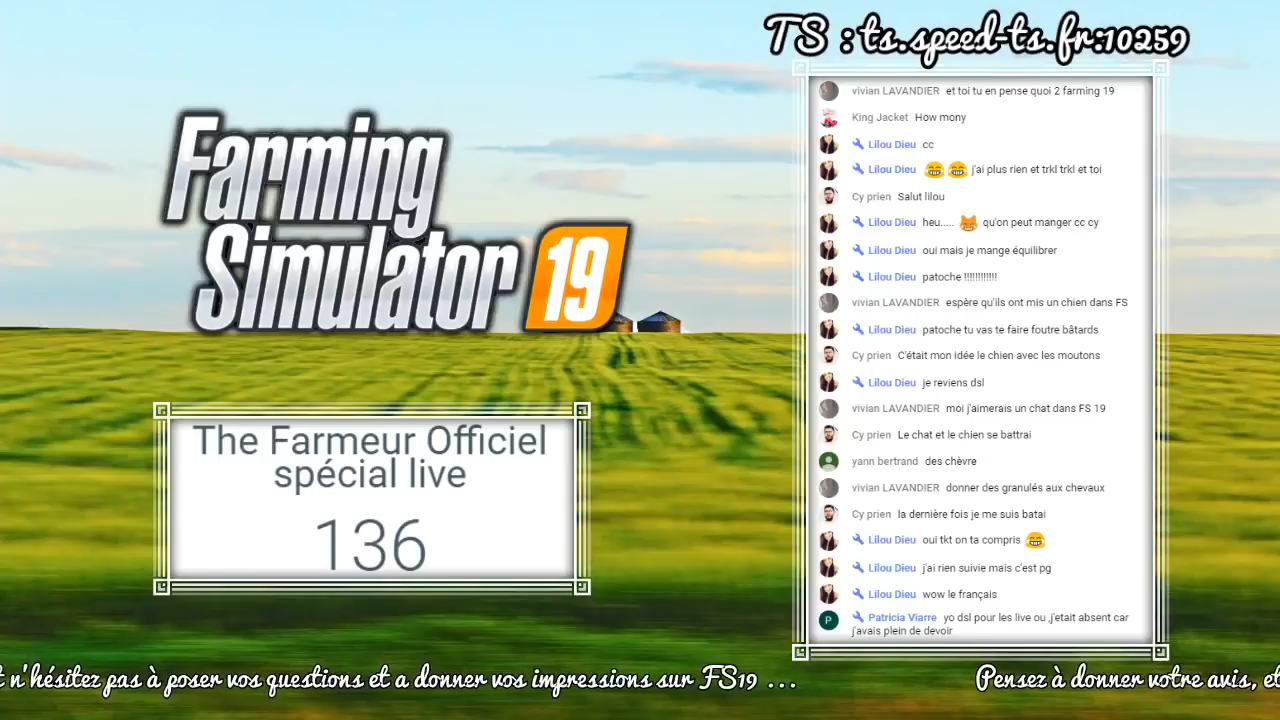 TS : ts.speed-ts.fr:10259
Farming
Simulator 19
The Farmeur Officiel
spécial live
136
vivian LAVANDIER et toi tu en pense quoi 2 farming 19
King Jacket How mony
Lilou Dieu cc
Lilou Dieu 😂 😂 j'ai plus rien et trkl trkl et toi
Cy prien Salut lilou
Lilou Dieu heu..... 😹 qu'on peut manger cc cy
Lilou Dieu oui mais je mange équilibrer
Lilou Dieu patoche !!!!!!!!!!!!
vivian LAVANDIER espère qu'ils ont mis un chien dans FS
Lilou Dieu patoche tu vas te faire foutre bâtards
Cy prien C'était mon idée le chien avec les moutons
Lilou Dieu je reviens dsl
vivian LAVANDIER moi j'aimerais un chat dans FS 19
Cy prien Le chat et le chien se battrai
yann bertrand des chèvre
vivian LAVANDIER donner des granulés aux chevaux
Cy prien la dernière fois je me suis batai
Lilou Dieu oui tkt on ta compris 😂
Lilou Dieu j'ai rien suivie mais c'est pg
Lilou Dieu wow le français
P Patricia Viarre yo dsl pour les live ou ,j'etait absent car
j'avais plein de devoir
t n'hésitez pas à poser vos questions et a donner vos impressions sur FS19 ... Pensez à donner votre avis, et